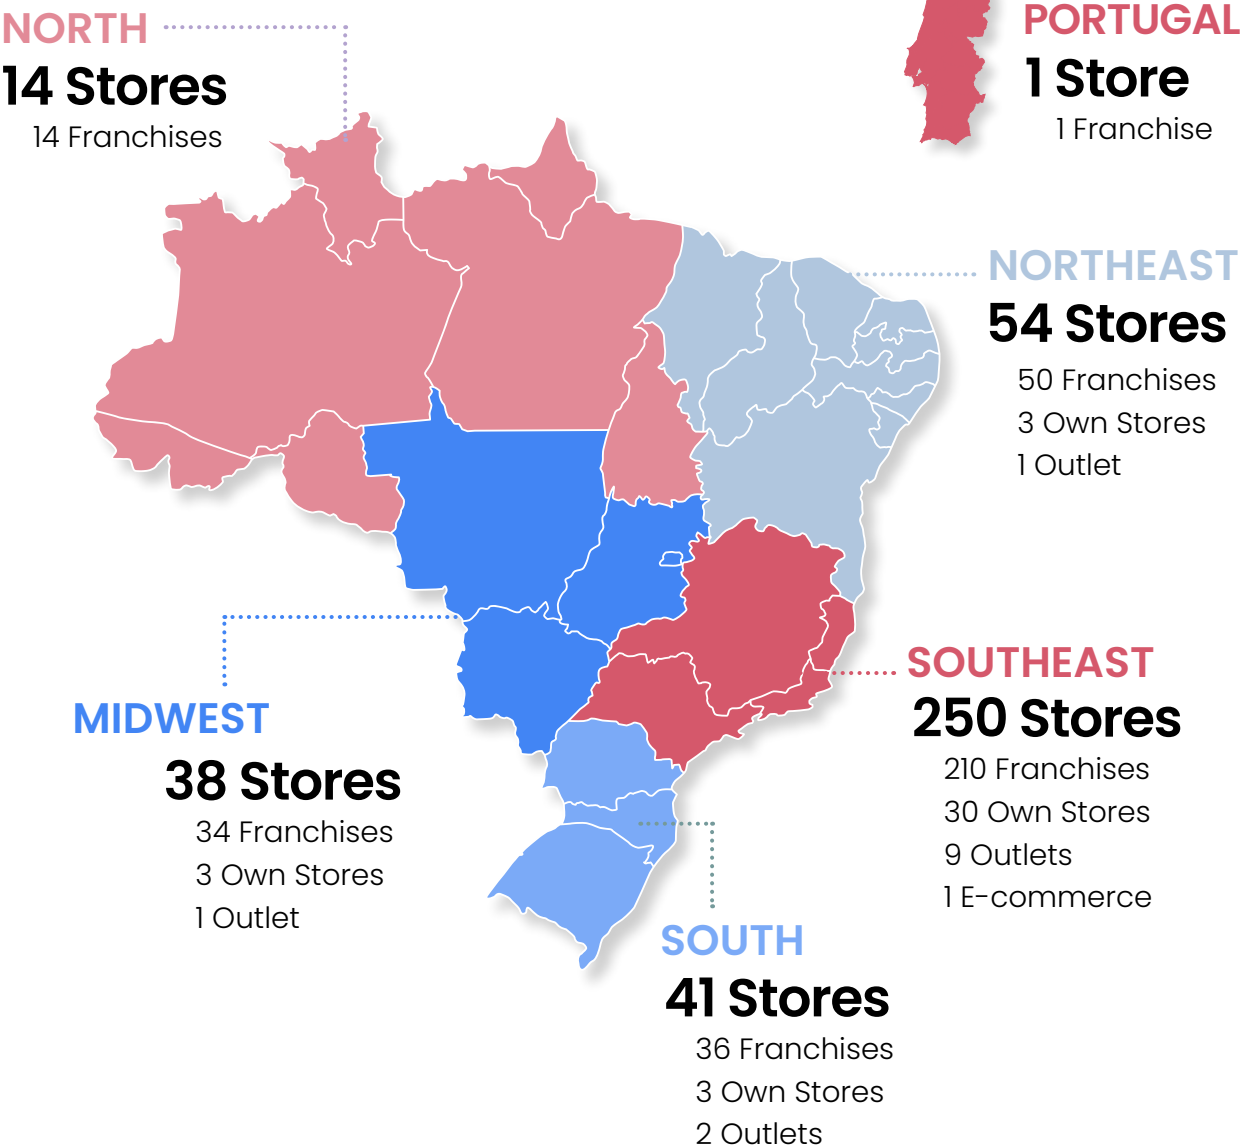 NORTH
14 Stores
14 Franchises
PORTUGAL
1 Store
1 Franchise
NORTHEAST
54 Stores
50 Franchises
3 Own Stores
1 Outlet
SOUTHEAST
250 Stores
210 Franchises
30 Own Stores
9 Outlets
1 E-commerce
MIDWEST
38 Stores
34 Franchises
3 Own Stores
1 Outlet
SOUTH
41 Stores
36 Franchises
3 Own Stores
2 Outlets